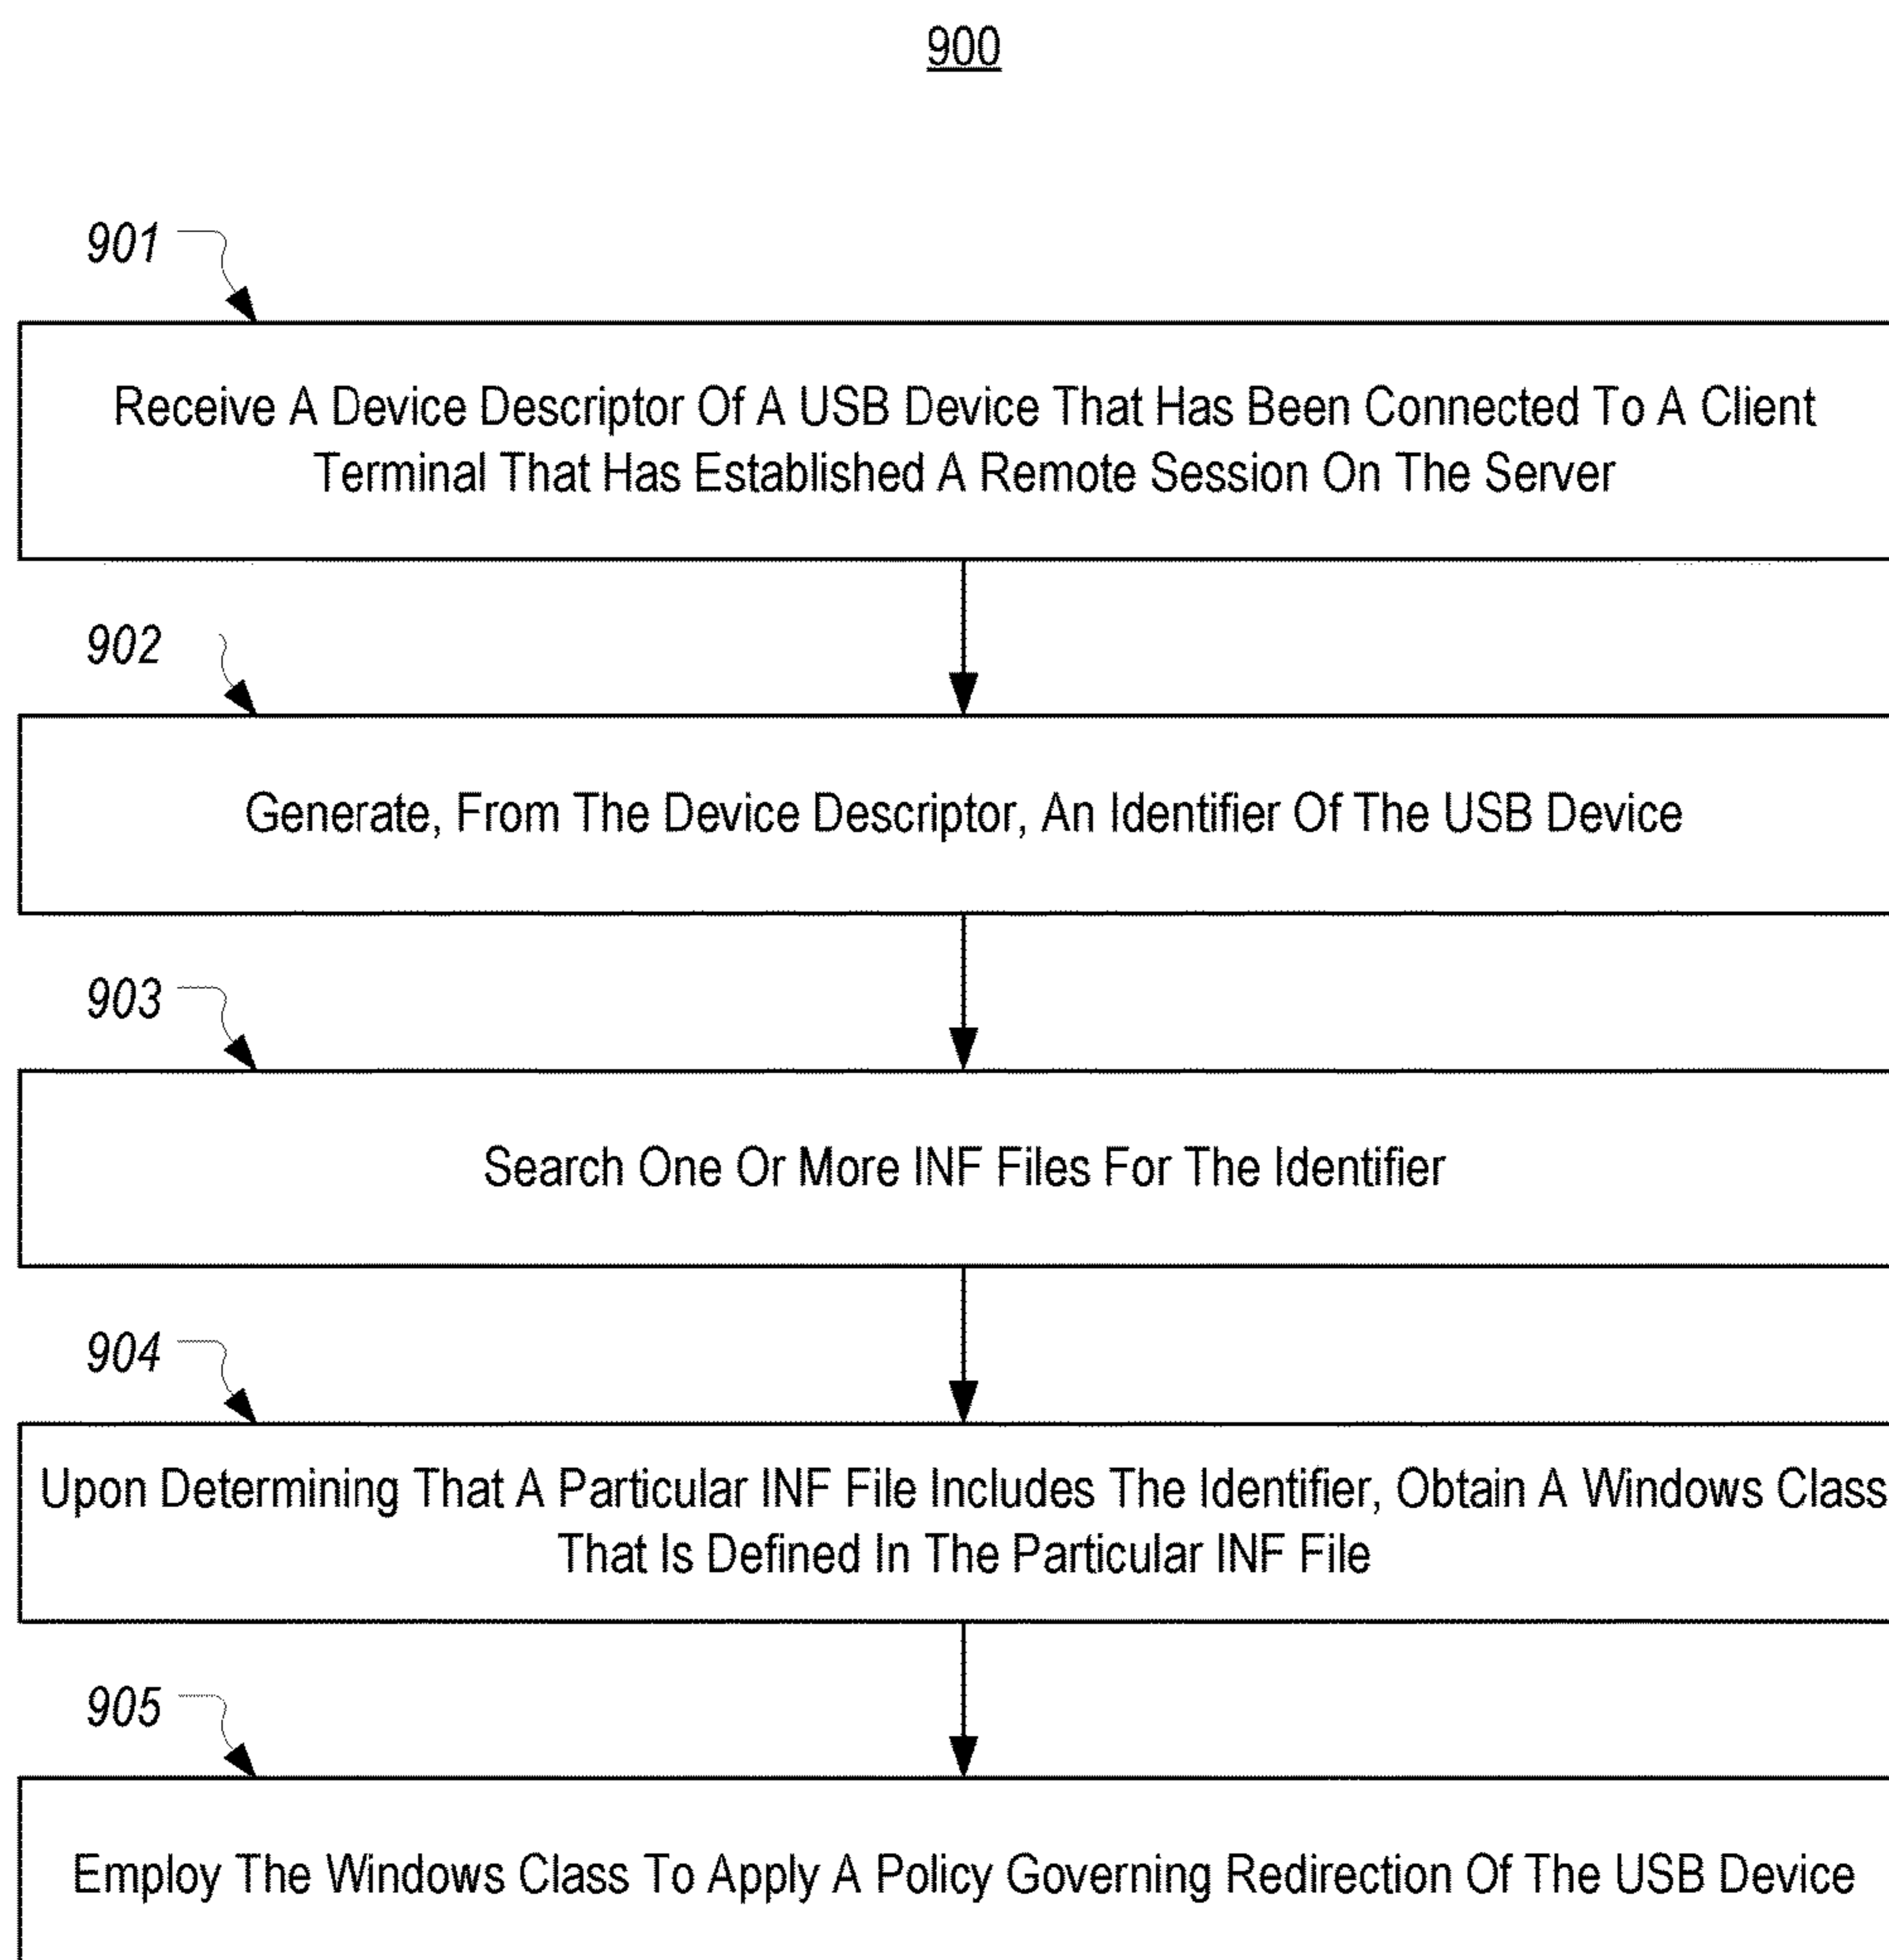 900
901
Receive A Device Descriptor Of A USB Device That Has Been Connected To A Client
Terminal That Has Established A Remote Session On The Server
902
Generate, From The Device Descriptor, An Identifier Of The USB Device
903
Search One Or More INF Files For The Identifier
904
Upon Determining That A Particular INF File Includes The Identifier, Obtain A Windows Class
That Is Defined In The Particular INF File
905
Employ The Windows Class To Apply A Policy Governing Redirection Of The USB Device